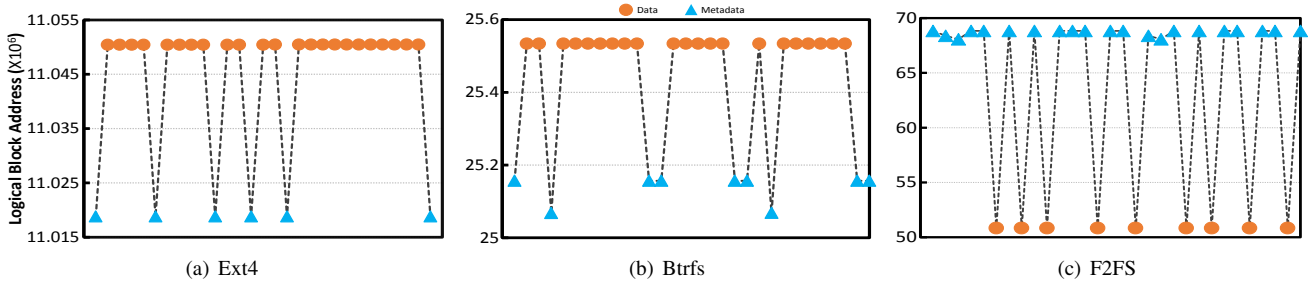 Data Metadata
Logical Block Address (X10⁶)
11.055
11.045
11.035
11.025
11.015
(a) Ext4
25.6
25.4
25.2
25
(b) Btrfs
70
65
60
55
50
(c) F2FS